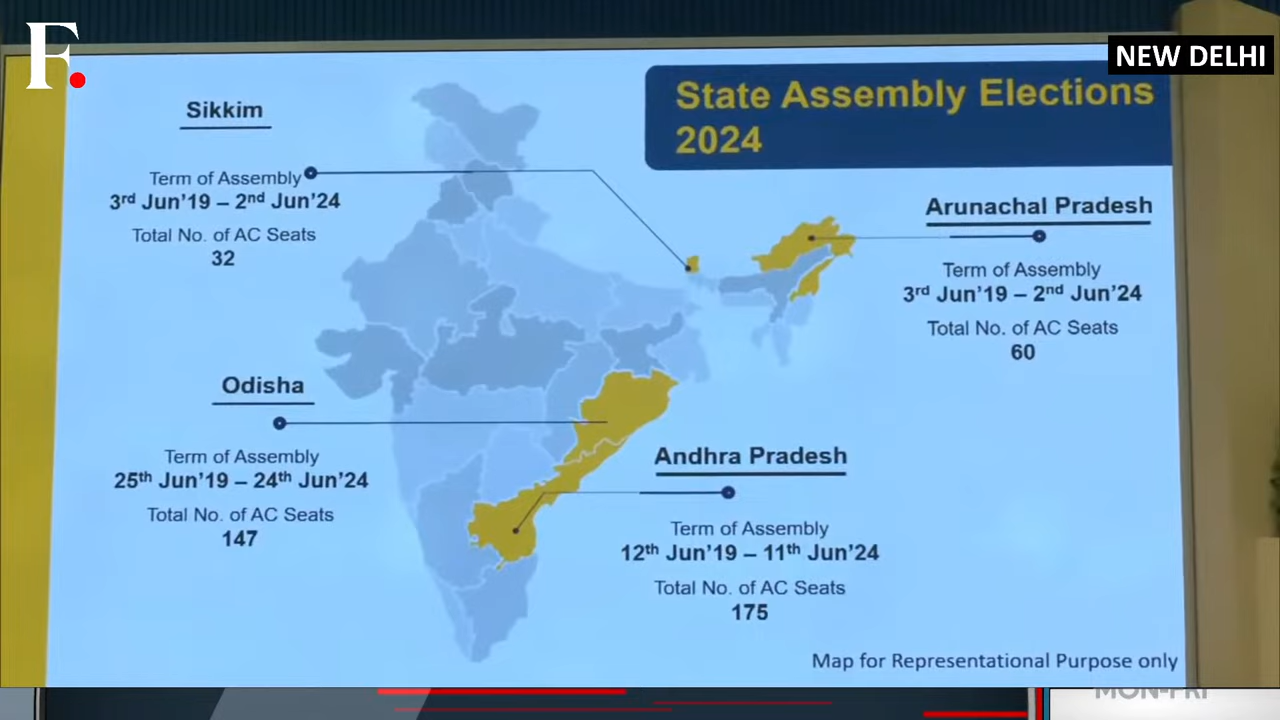 F.
NEW DELHI
State Assembly Elections
2024
Sikkim
Term of Assembly
3rd Jun'19 – 2nd Jun'24
Total No. of AC Seats
32
Arunachal Pradesh
Term of Assembly
3rd Jun'19 – 2nd Jun'24
Total No. of AC Seats
60
Odisha
Term of Assembly
25th Jun'19 – 24th Jun'24
Total No. of AC Seats
147
Andhra Pradesh
Term of Assembly
12th Jun'19 – 11th Jun'24
Total No. of AC Seats
175
Map for Representational Purpose only
MON-FRI